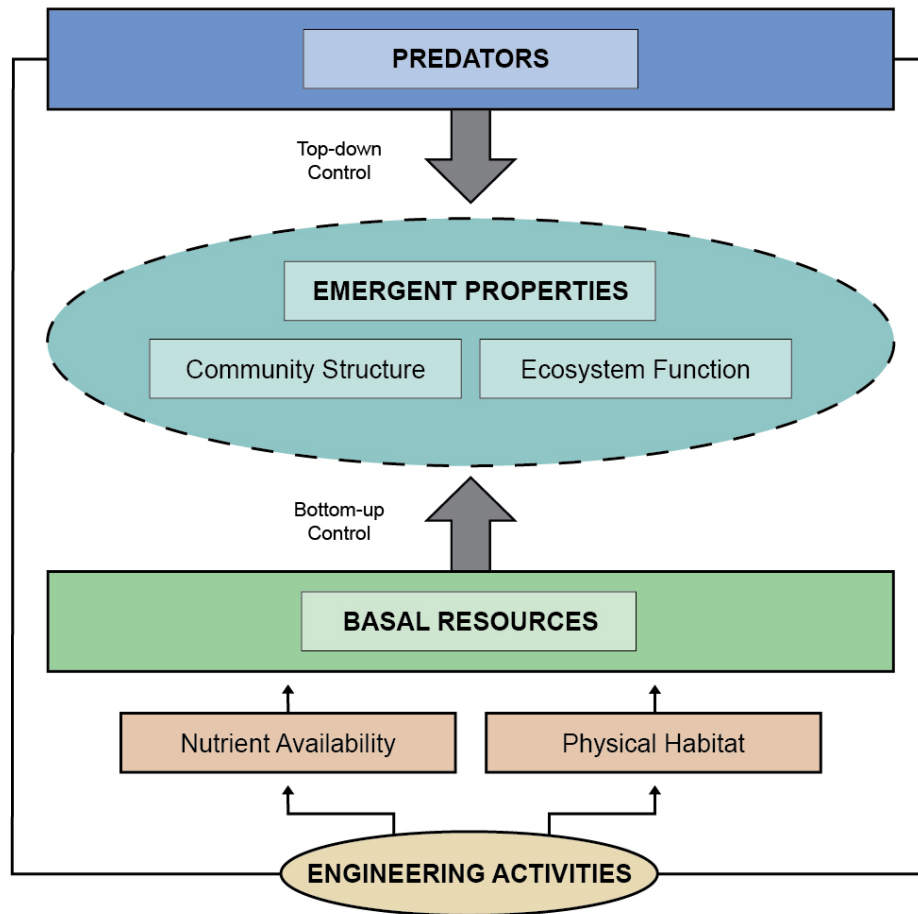 PREDATORS
Top-down
Control
EMERGENT PROPERTIES
Community Structure
Ecosystem Function
Bottom-up
Control
BASAL RESOURCES
Nutrient Availability
Physical Habitat
ENGINEERING ACTIVITIES